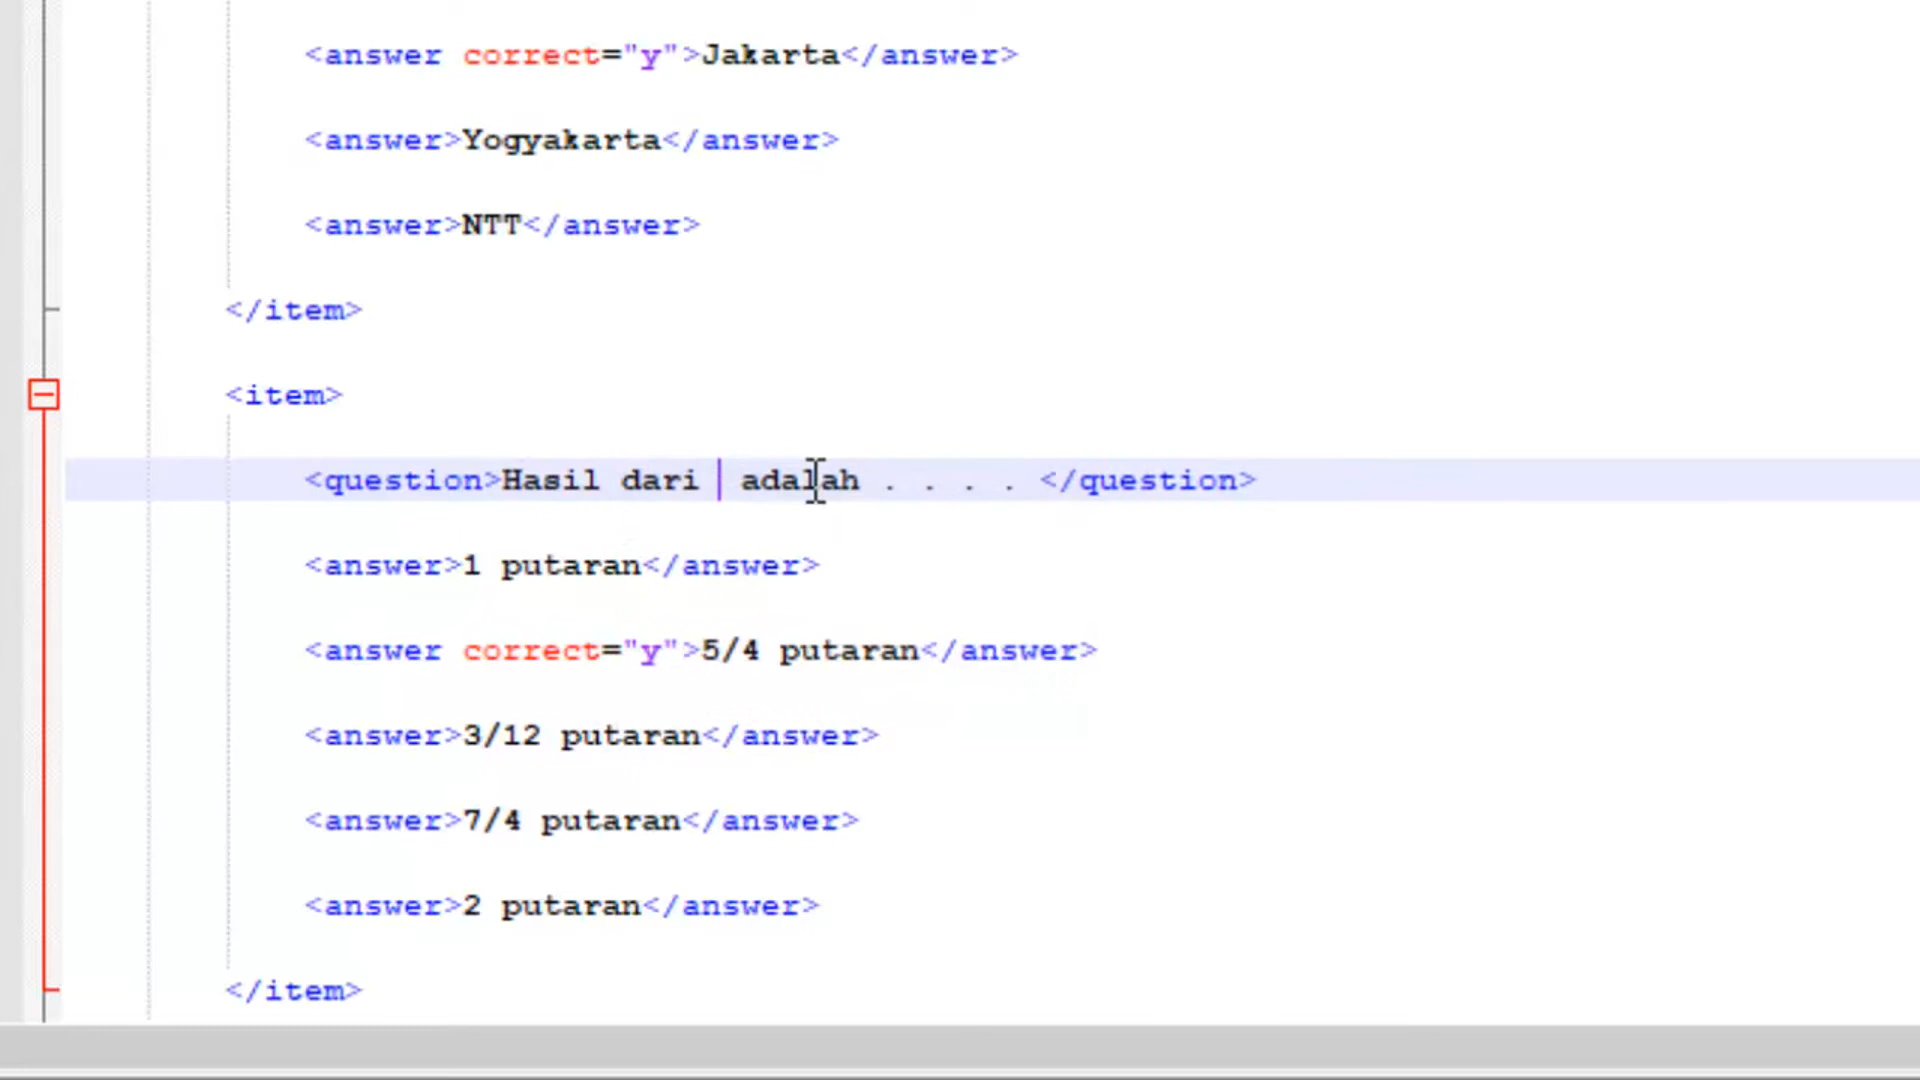 <answer correct="y">Jakarta</answer>
<answer>Yogyakarta</answer>
<answer>NTT</answer>
</item>
<item>
<question>Hasil dari  adalah . . . . </question>
<answer>1 putaran</answer>
<answer correct="y">5/4 putaran</answer>
<answer>3/12 putaran</answer>
<answer>7/4 putaran</answer>
<answer>2 putaran</answer>
</item>